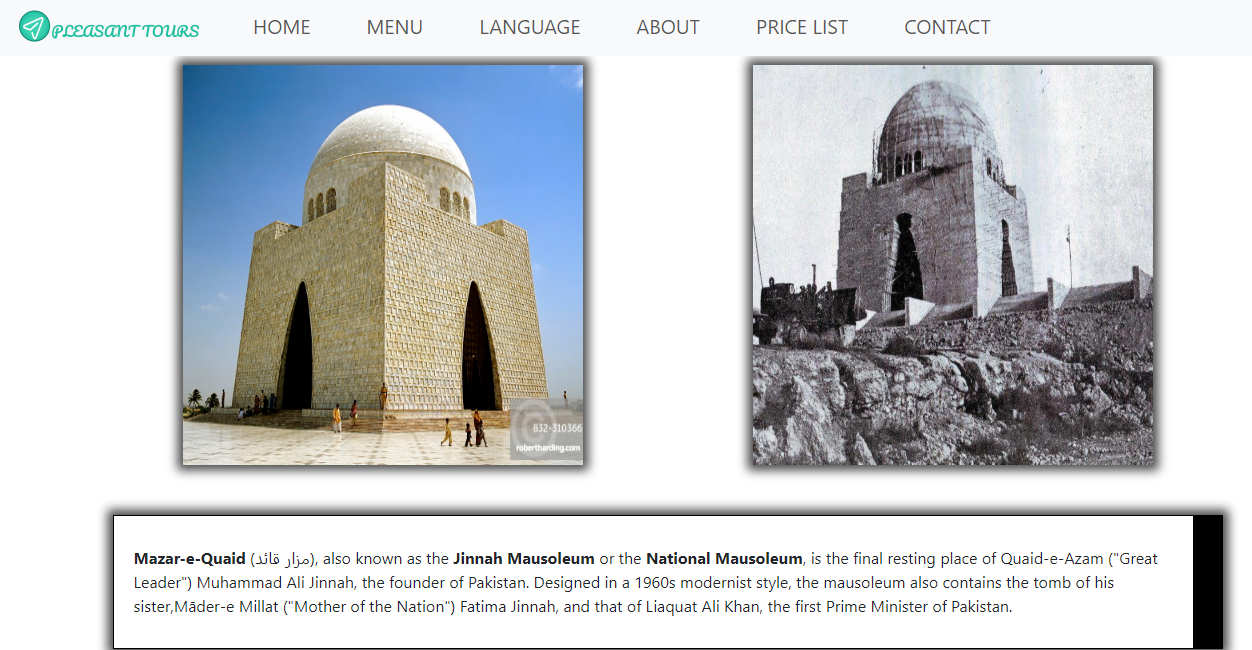 PLEASANT TOURS HOME MENU LANGUAGE ABOUT PRICE LIST CONTACT
832-310366
robertharding.com
Mazar-e-Quaid (مزار قائد), also known as the Jinnah Mausoleum or the National Mausoleum, is the final resting place of Quaid-e-Azam ("Great
Leader") Muhammad Ali Jinnah, the founder of Pakistan. Designed in a 1960s modernist style, the mausoleum also contains the tomb of his
sister,Māder-e Millat ("Mother of the Nation") Fatima Jinnah, and that of Liaquat Ali Khan, the first Prime Minister of Pakistan.